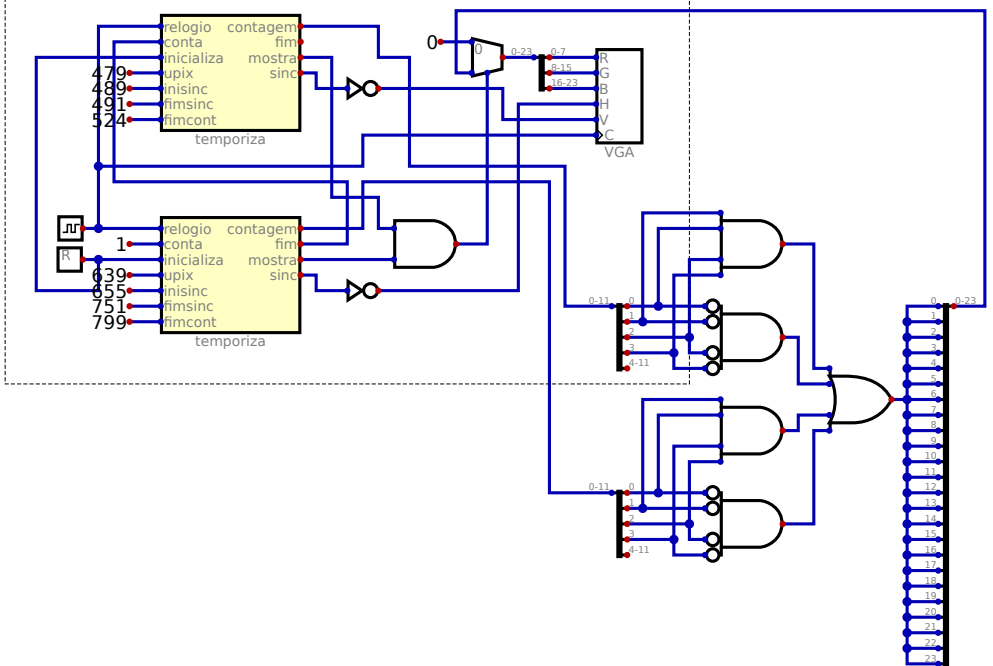 relogio contagem
conta fim
inicializa mostra
479 upix sinc
489 inisinc
491 fimsinc
524 fimcont
temporiza
0 0 0-23 0-7 R
8-15 G
16-23 B
H
V
C
VGA
relogio contagem
1 conta fim
R inicializa mostra
639 upix sinc
655 inisinc
751 fimsinc
799 fimcont
temporiza
0-11 0
1
2
3
4-11
0-11 0
1
2
3
4-11
0 0-23
1
2
3
4
5
6
7
8
9
10
11
12
13
14
15
16
17
18
19
20
21
22
23